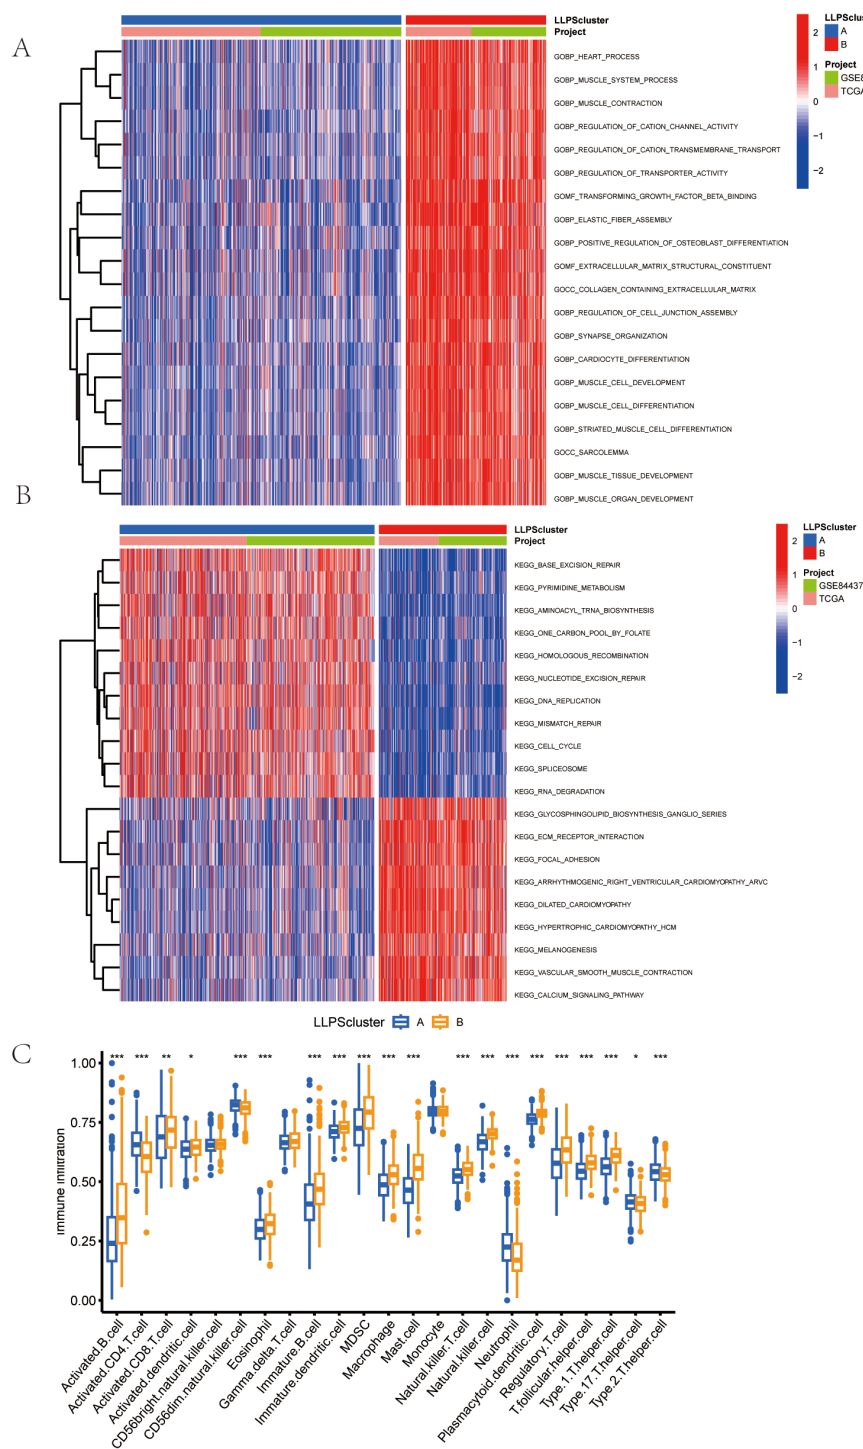 A
LLPScluster
Project
GOBP_HEART_PROCESS
GOBP_MUSCLE_SYSTEM_PROCESS
GOBP_MUSCLE_CONTRACTION
GOBP_REGULATION_OF_CATION_CHANNEL_ACTIVITY
GOBP_REGULATION_OF_CATION_TRANSMEMBRANE_TRANSPORT
GOBP_REGULATION_OF_TRANSPORTER_ACTIVITY
GOMF_TRANSFORMING_GROWTH_FACTOR_BETA_BINDING
GOBP_ELASTIC_FIBER_ASSEMBLY
GOBP_POSITIVE_REGULATION_OF_OSTEOBLAST_DIFFERENTIATION
GOMF_EXTRACELLULAR_MATRIX_STRUCTURAL_CONSTITUENT
GOCC_COLLAGEN_CONTAINING_EXTRACELLULAR_MATRIX
GOBP_REGULATION_OF_CELL_JUNCTION_ASSEMBLY
GOBP_SYNAPSE_ORGANIZATION
GOBP_CARDIOCYTE_DIFFERENTIATION
GOBP_MUSCLE_CELL_DEVELOPMENT
GOBP_MUSCLE_CELL_DIFFERENTIATION
GOBP_STRIATED_MUSCLE_CELL_DIFFERENTIATION
GOCC_SARCOLEMMA
GOBP_MUSCLE_TISSUE_DEVELOPMENT
GOBP_MUSCLE_ORGAN_DEVELOPMENT
2
1
0
−1
−2
LLPScluster
A
B
Project
GSE8
TCGA
B
LLPScluster
Project
KEGG_BASE_EXCISION_REPAIR
KEGG_PYRIMIDINE_METABOLISM
KEGG_AMINOACYL_TRNA_BIOSYNTHESIS
KEGG_ONE_CARBON_POOL_BY_FOLATE
KEGG_HOMOLOGOUS_RECOMBINATION
KEGG_NUCLEOTIDE_EXCISION_REPAIR
KEGG_DNA_REPLICATION
KEGG_MISMATCH_REPAIR
KEGG_CELL_CYCLE
KEGG_SPLICEOSOME
KEGG_RNA_DEGRADATION
KEGG_GLYCOSPHINGOLIPID_BIOSYNTHESIS_GANGLIO_SERIES
KEGG_ECM_RECEPTOR_INTERACTION
KEGG_FOCAL_ADHESION
KEGG_ARRHYTHMOGENIC_RIGHT_VENTRICULAR_CARDIOMYOPATHY_ARVC
KEGG_DILATED_CARDIOMYOPATHY
KEGG_HYPERTROPHIC_CARDIOMYOPATHY_HCM
KEGG_MELANOGENESIS
KEGG_VASCULAR_SMOOTH_MUSCLE_CONTRACTION
KEGG_CALCIUM_SIGNALING_PATHWAY
2
1
0
−1
−2
LLPScluster
A
B
Project
GSE84437
TCGA
C
LLPScluster A B
Immune infiltration
1.00
0.75
0.50
0.25
0.00
*** *** ** * *** *** *** *** *** *** *** *** *** *** *** *** *** *** * ***
Activated.B.cell
Activated.CD4.T.cell
Activated.CD8.T.cell
Activated.dendritic.cell
CD56bright.natural.killer.cell
CD56dim.natural.killer.cell
Eosinophil
Gamma.delta.T.cell
Immature.B.cell
Immature.dendritic.cell
MDSC
Macrophage
Mast.cell
Monocyte
Natural.killer.T.cell
Natural.killer.cell
Neutrophil
Plasmacytoid.dendritic.cell
Regulatory.T.cell
T.follicular.helper.cell
Type.1.T.helper.cell
Type.17.T.helper.cell
Type.2.T.helper.cell